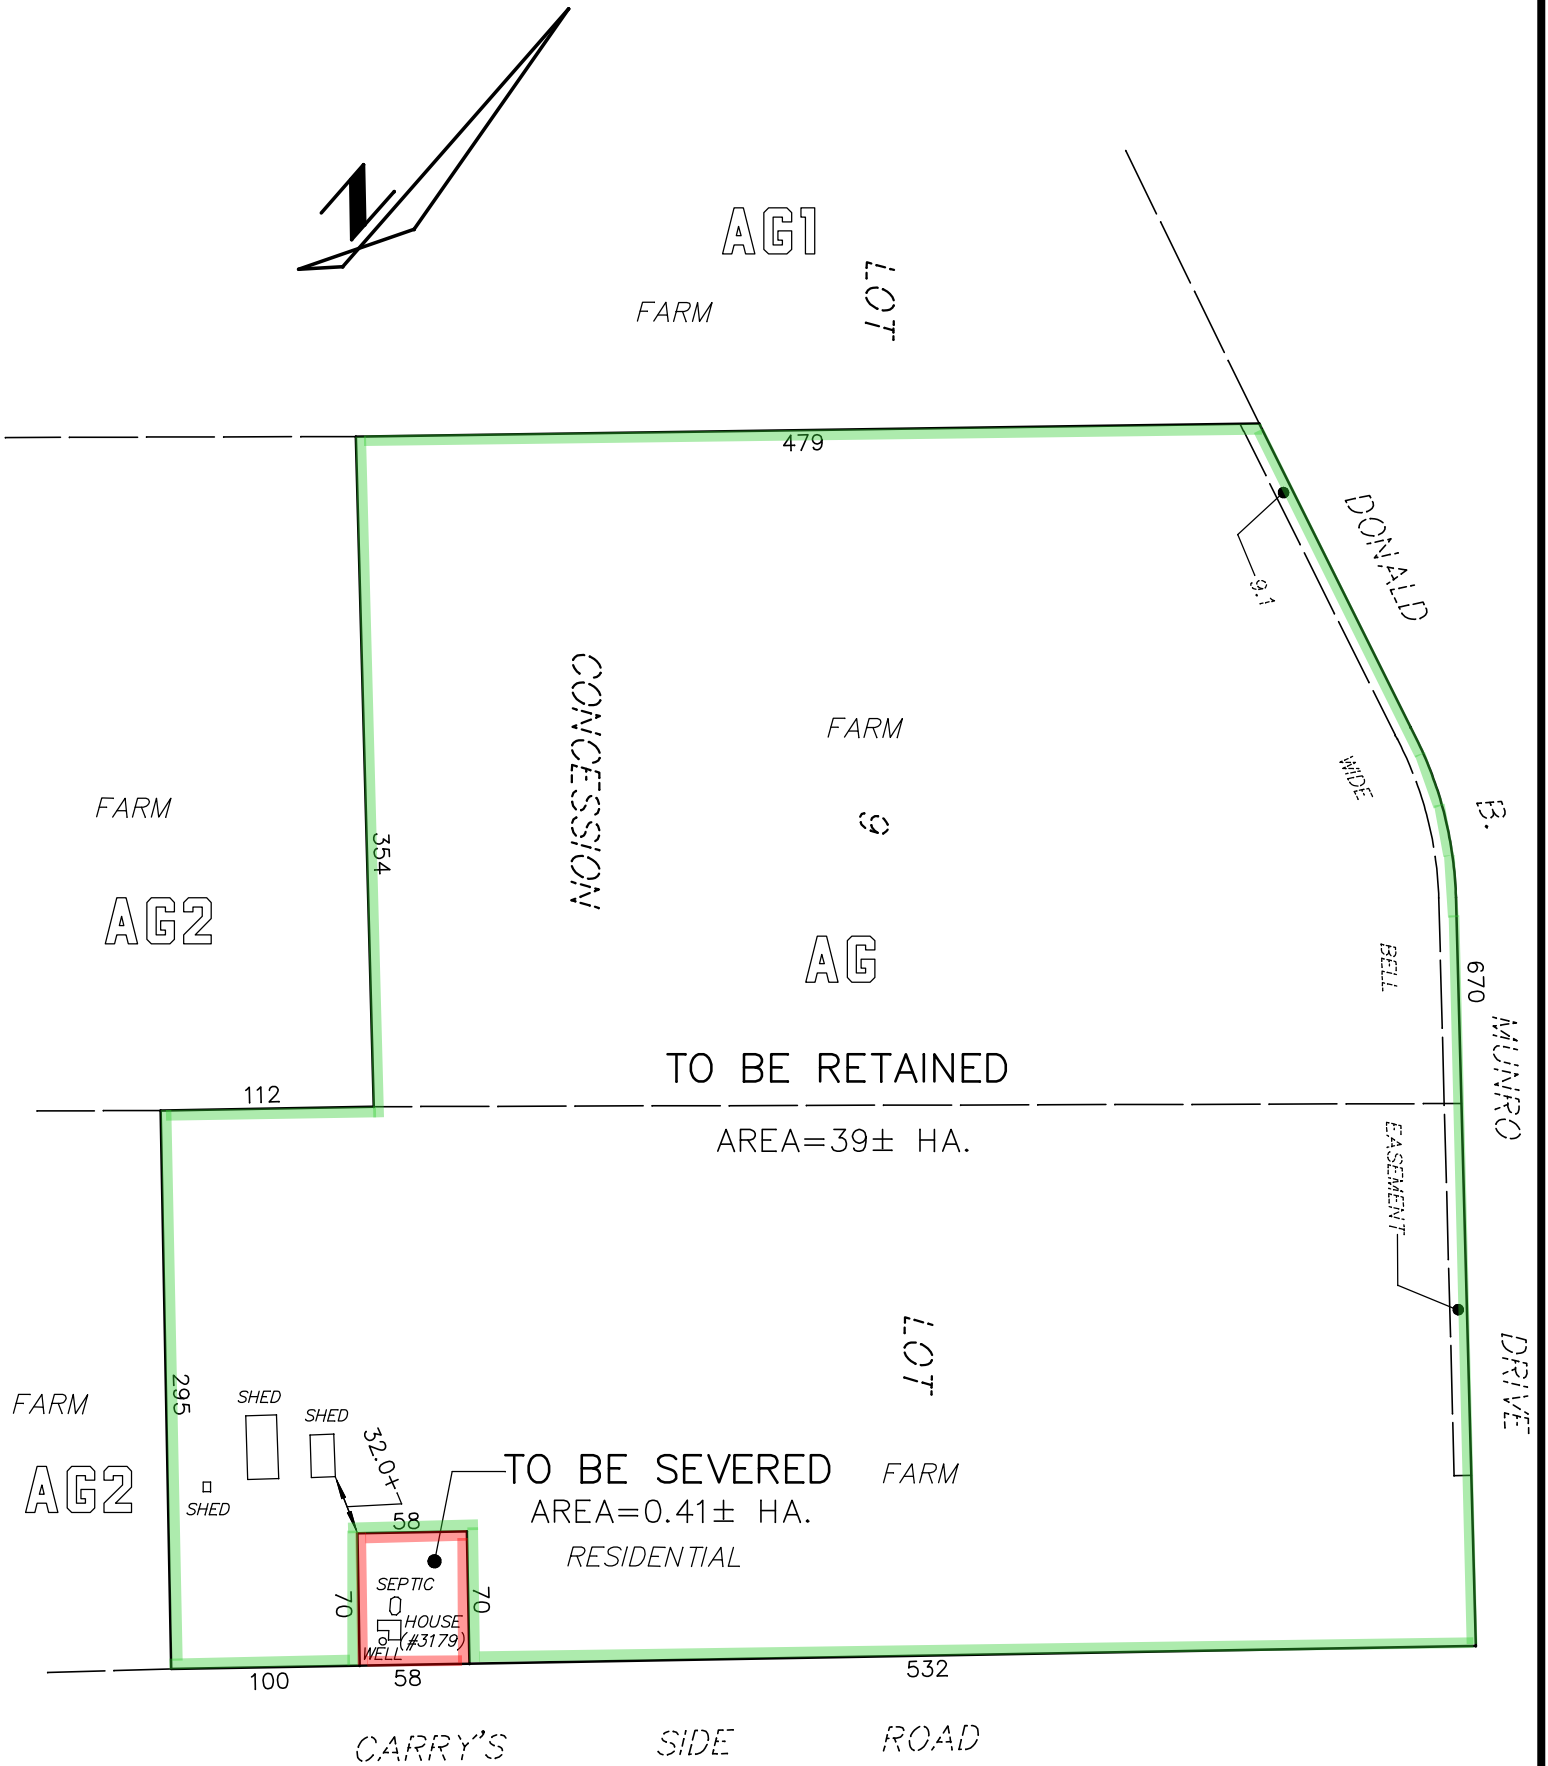 N
AG1
LOT
FARM
479
DONALD
9.1
CONCESSION
FARM
WIDE
B.
9
FARM
354
AG2
AG
BELL
670
MUNRO
TO BE RETAINED
112
AREA=39± HA.
EASEMENT
LOT
DRIVE
295
SHED
FARM
SHED
32.0±
TO BE SEVERED
FARM
AG2
SHED
AREA=0.41± HA.
58
RESIDENTIAL
SEPTIC
70
70
HOUSE
(#3179)
WELL
100
58
532
CARRY'S SIDE ROAD